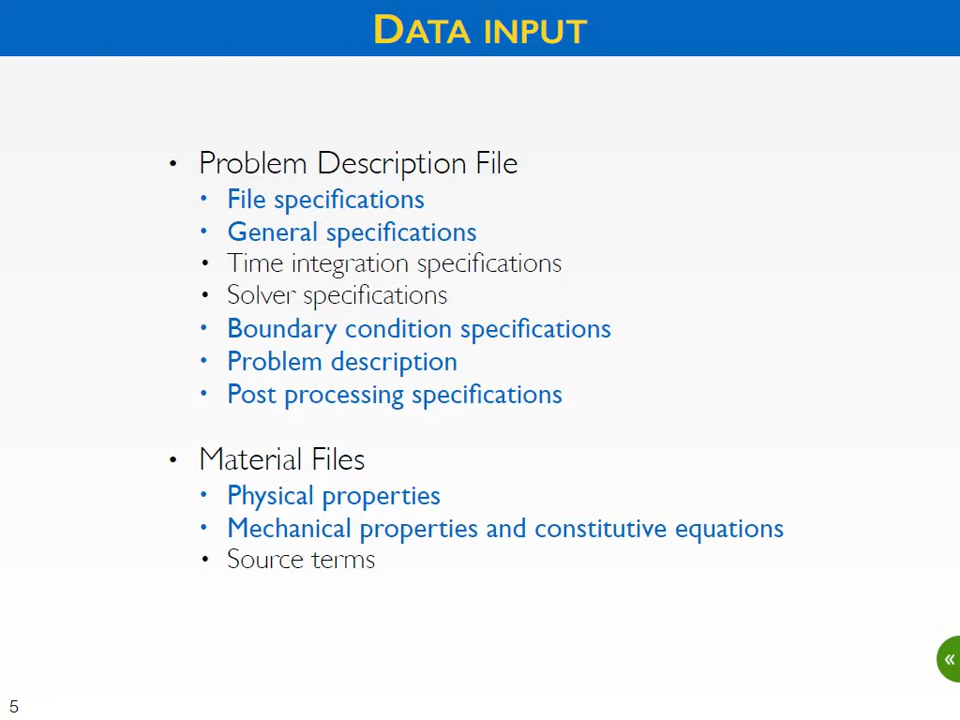 DATA INPUT
• Problem Description File
• File specifications
• General specifications
• Time integration specifications
• Solver specifications
• Boundary condition specifications
• Problem description
• Post processing specifications
• Material Files
• Physical properties
• Mechanical properties and constitutive equations
• Source terms
«
5